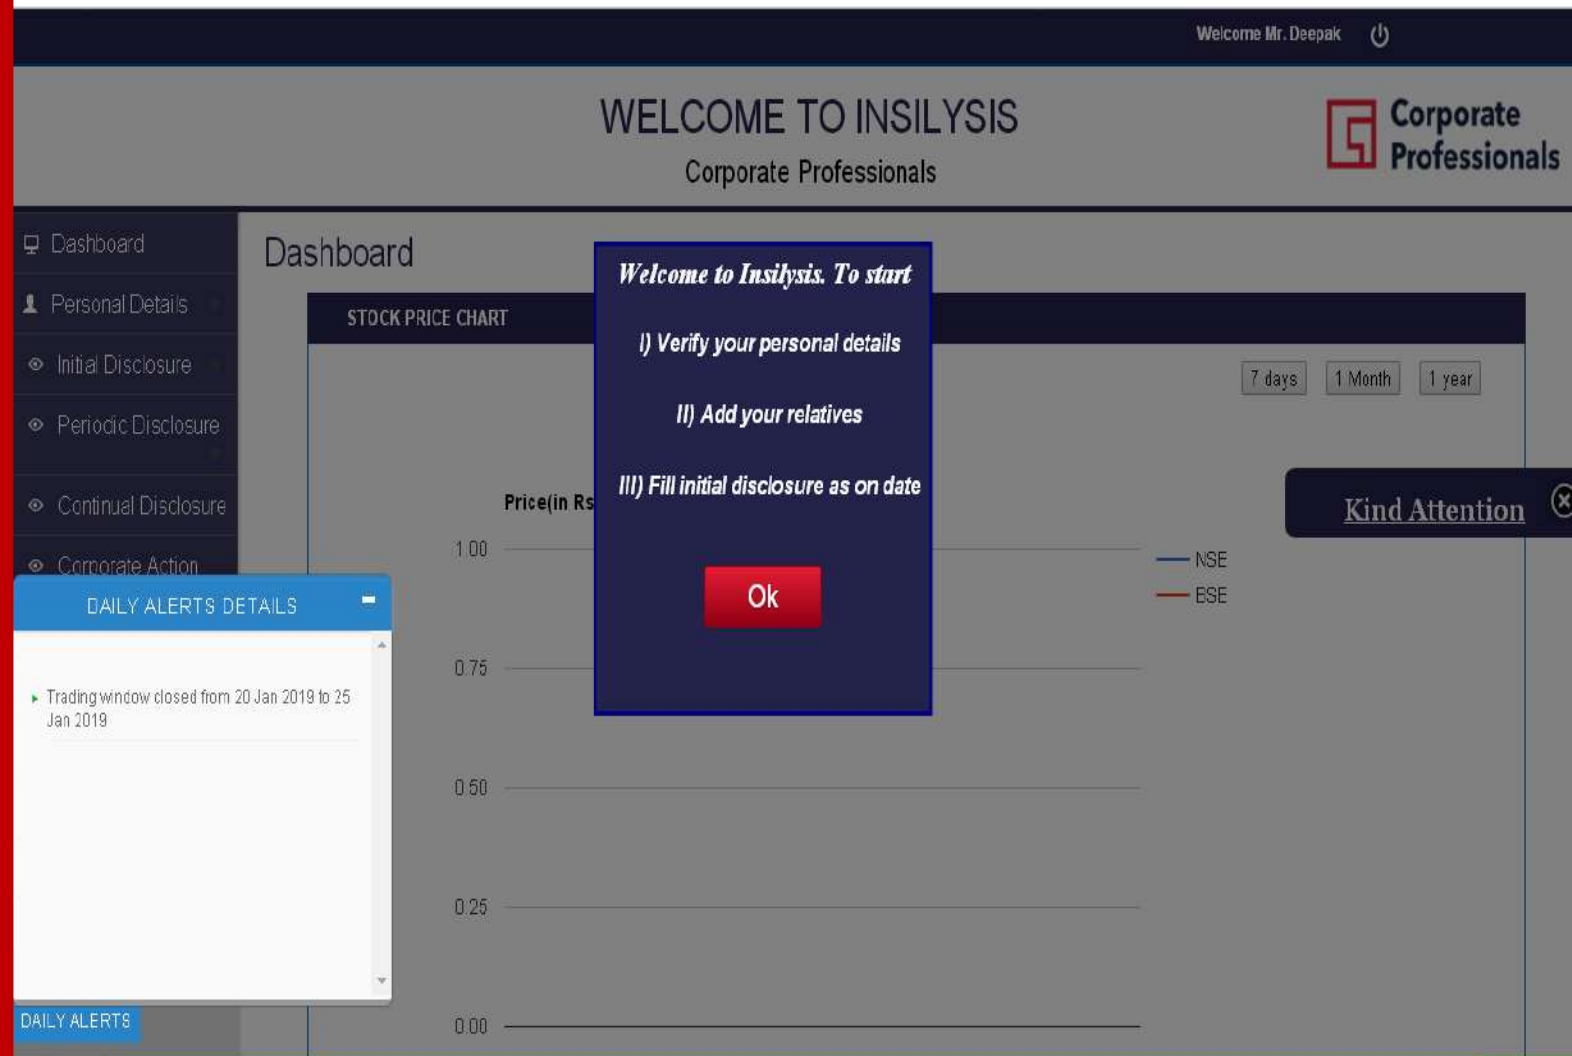 Welcome Mr. Deepak
WELCOME TO INSILYSIS
Corporate Professionals
Corporate
Professionals
Dashboard
Personal Details
Initial Disclosure
Periodic Disclosure
Continual Disclosure
Corporate Action
Dashboard
STOCK PRICE CHART
7 days
1 Month
1 year
Price(in Rs
1.00
0.75
0.50
0.25
0.00
NSE
BSE
Welcome to Insilysis. To start
I) Verify your personal details
II) Add your relatives
III) Fill initial disclosure as on date
Ok
Kind Attention
DAILY ALERTS DETAILS
Trading window closed from 20 Jan 2019 to 25
Jan 2019
DAILY ALERTS